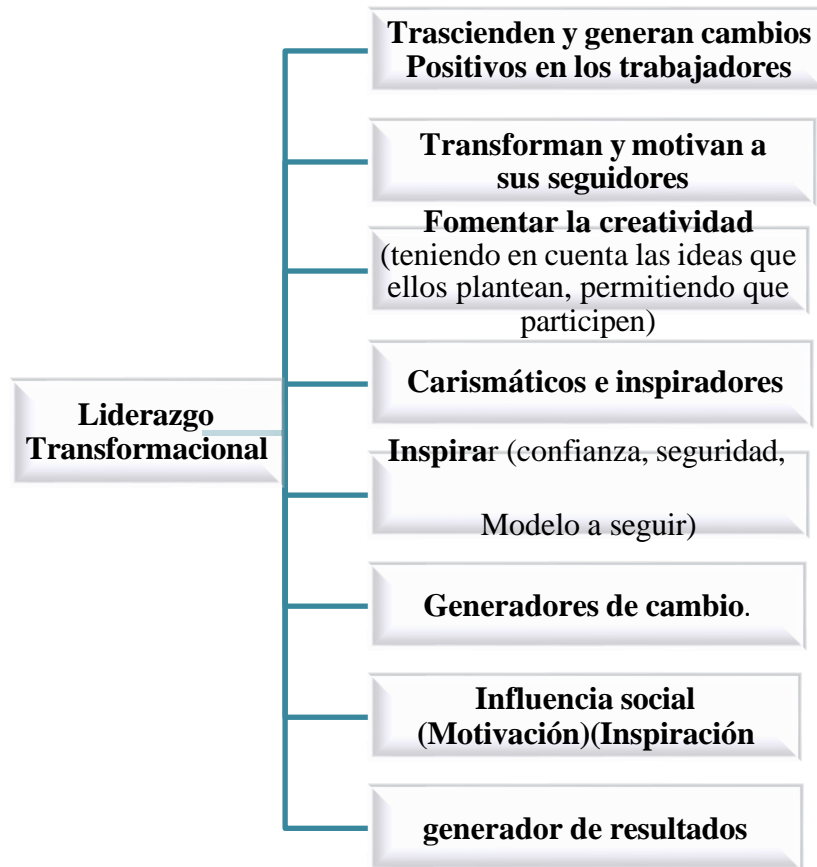 Trascienden y generan cambios
Positivos en los trabajadores
Transforman y motivan a
sus seguidores
Fomentar la creatividad
(teniendo en cuenta las ideas que
ellos plantean, permitiendo que
participen)
Carismáticos e inspiradores
Liderazgo
Transformacional
Inspirar (confianza, seguridad,
Modelo a seguir)
Generadores de cambio.
Influencia social
(Motivación)(Inspiración
generador de resultados